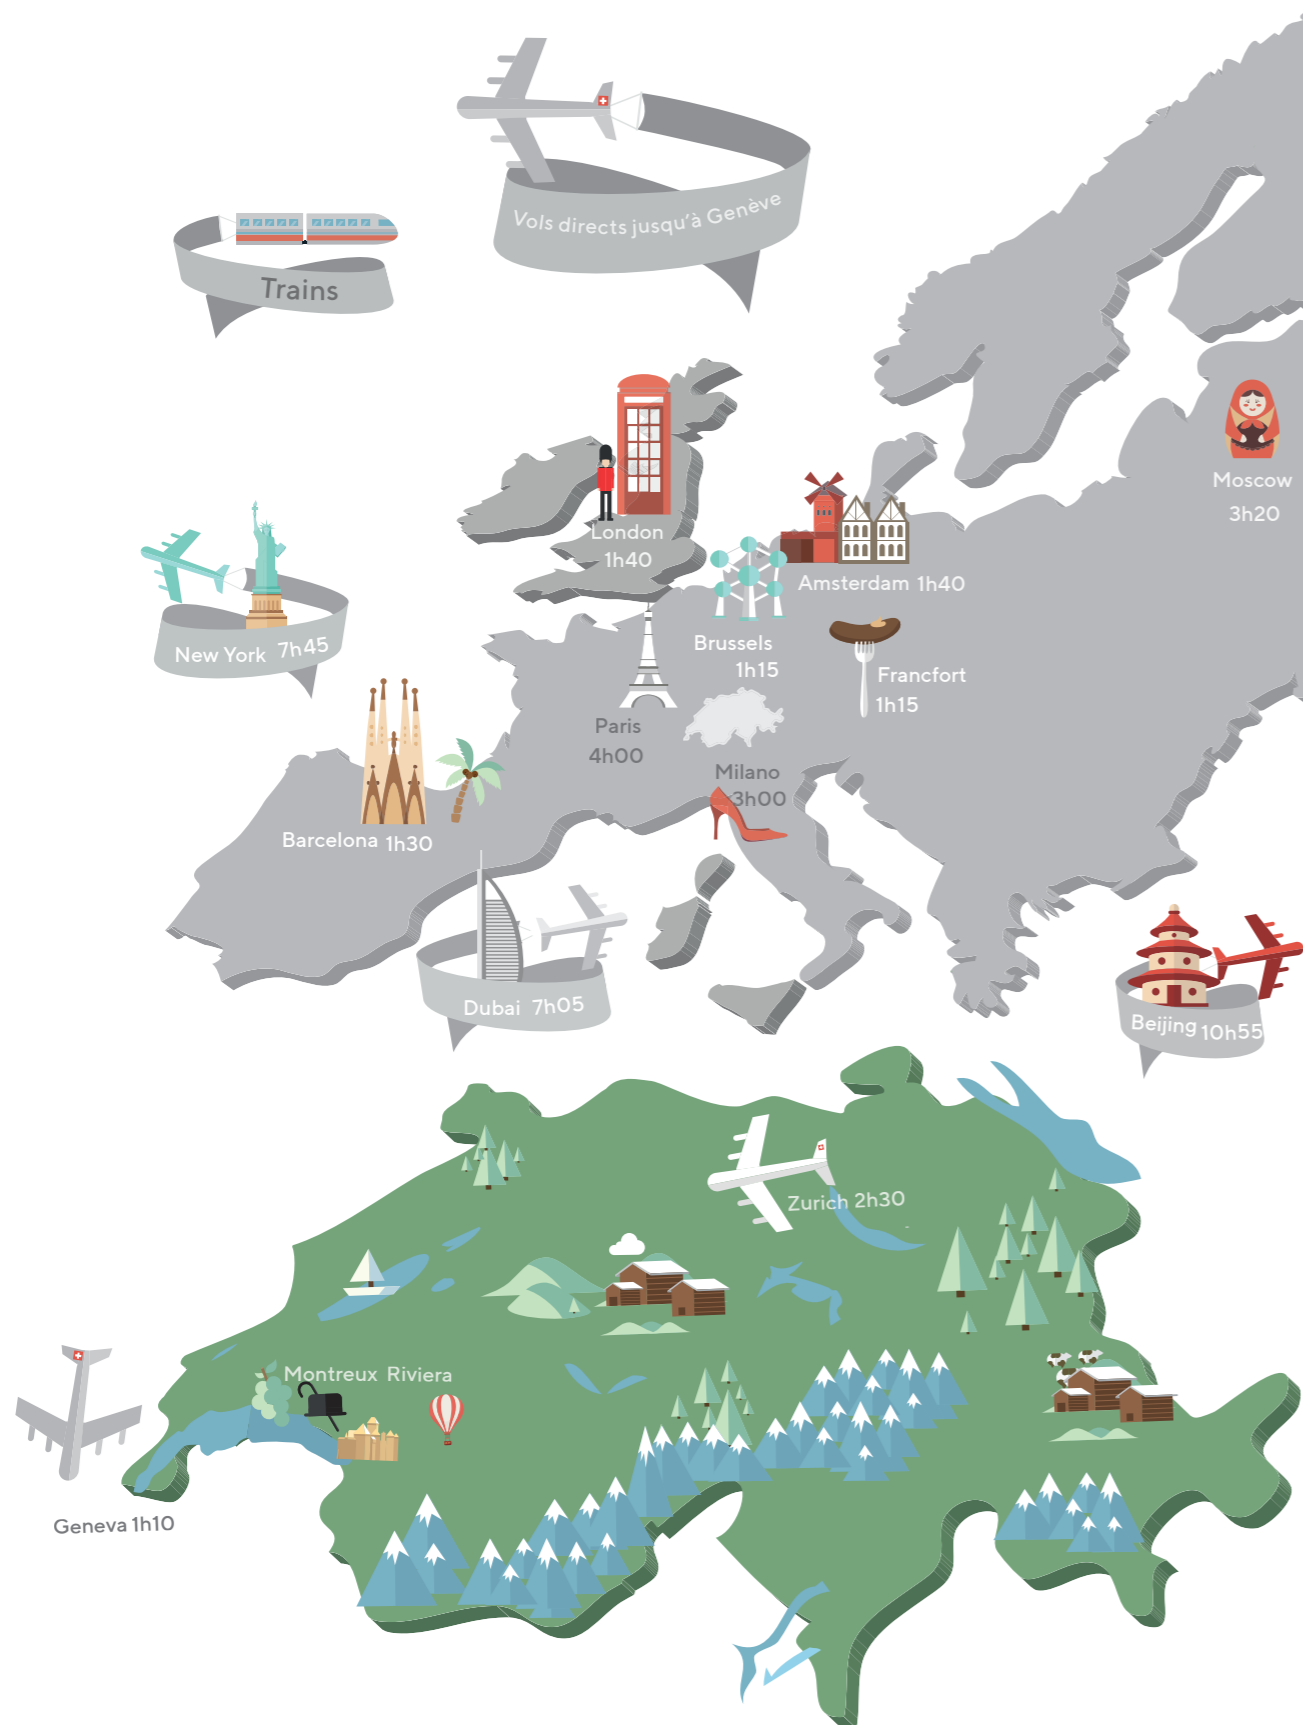 Vols directs jusqu'à Genève
Trains
Moscow
3h20
London
1h40
Amsterdam 1h40
New York 7h45
Brussels
1h15
Francfort
1h15
Paris
4h00
Milano
3h00
Barcelona 1h30
Dubai 7h05
Beijing 10h55
Zurich 2h30
Montreux Riviera
Geneva 1h10